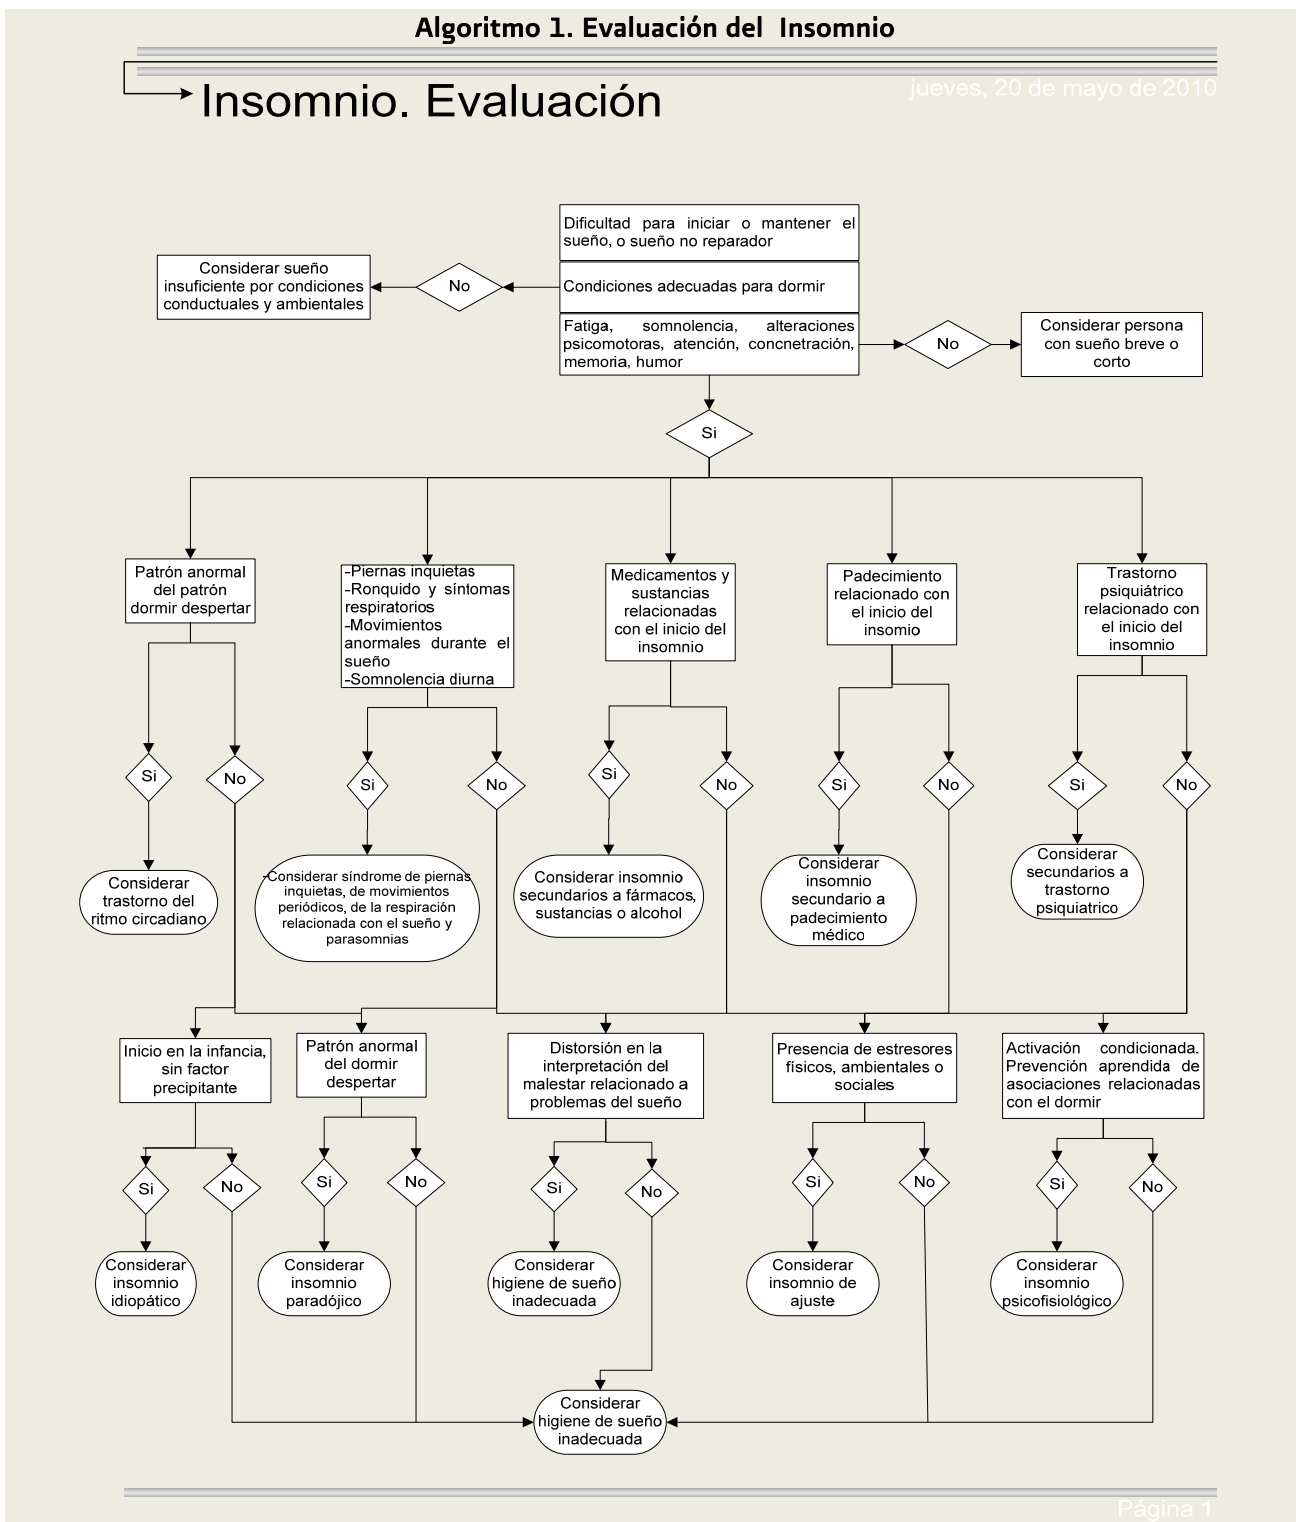 Algoritmo 1. Evaluación del Insomnio
jueves, 20 de mayo de 2010
Insomnio. Evaluación
Dificultad para iniciar o mantener el
sueño, o sueño no reparador
Considerar sueño
insuficiente por condiciones
conductuales y ambientales
No
Condiciones adecuadas para dormir
Fatiga, somnolencia, alteraciones
psicomotoras, atención, concnetración,
memoria, humor
No
Considerar persona
con sueño breve o
corto
Si
Patrón anormal
del patrón
dormir despertar
-Piernas inquietas
-Ronquido y síntomas
respiratorios
-Movimientos
anormales durante el
sueño
-Somnolencia diurna
Medicamentos y
sustancias
relacionadas
con el inicio del
insomnio
Padecimiento
relacionado con
el inicio del
insomio
Trastorno
psiquiátrico
relacionado con
el inicio del
insomnio
Si
No
Si
No
Si
No
Si
No
Si
No
Considerar
trastorno del
ritmo circadiano
-Considerar síndrome de piernas
inquietas, de movimientos
periódicos, de la respiración
relacionada con el sueño y
parasomnias
Considerar insomnio
secundarios a fármacos,
sustancias o alcohol
Considerar
insomnio
secundario a
padecimiento
médico
Considerar
secundarios a
trastorno
psiquiatrico
Inicio en la infancia,
sin factor
precipitante
Patrón anormal
del dormir
despertar
Distorsión en la
interpretación del
malestar relacionado a
problemas del sueño
Presencia de estresores
físicos, ambientales o
sociales
Activación condicionada.
Prevención aprendida de
asociaciones relacionadas
con el dormir
Si
No
Si
No
Si
No
Si
No
Si
No
Considerar
insomnio
idiopático
Considerar
insomnio
paradójico
Considerar
higiene de sueño
inadecuada
Considerar
insomnio de
ajuste
Considerar
insomnio
psicofisiológico
Considerar
higiene de sueño
inadecuada
Página 1